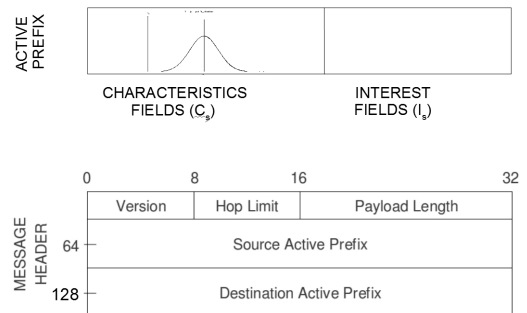 ACTIVE
PREFIX
CHARACTERISTICS
FIELDS (Cs)
INTEREST
FIELDS (Is)
0 8 16 32
Version Hop Limit Payload Length
MESSAGE
HEADER
64
Source Active Prefix
128
Destination Active Prefix